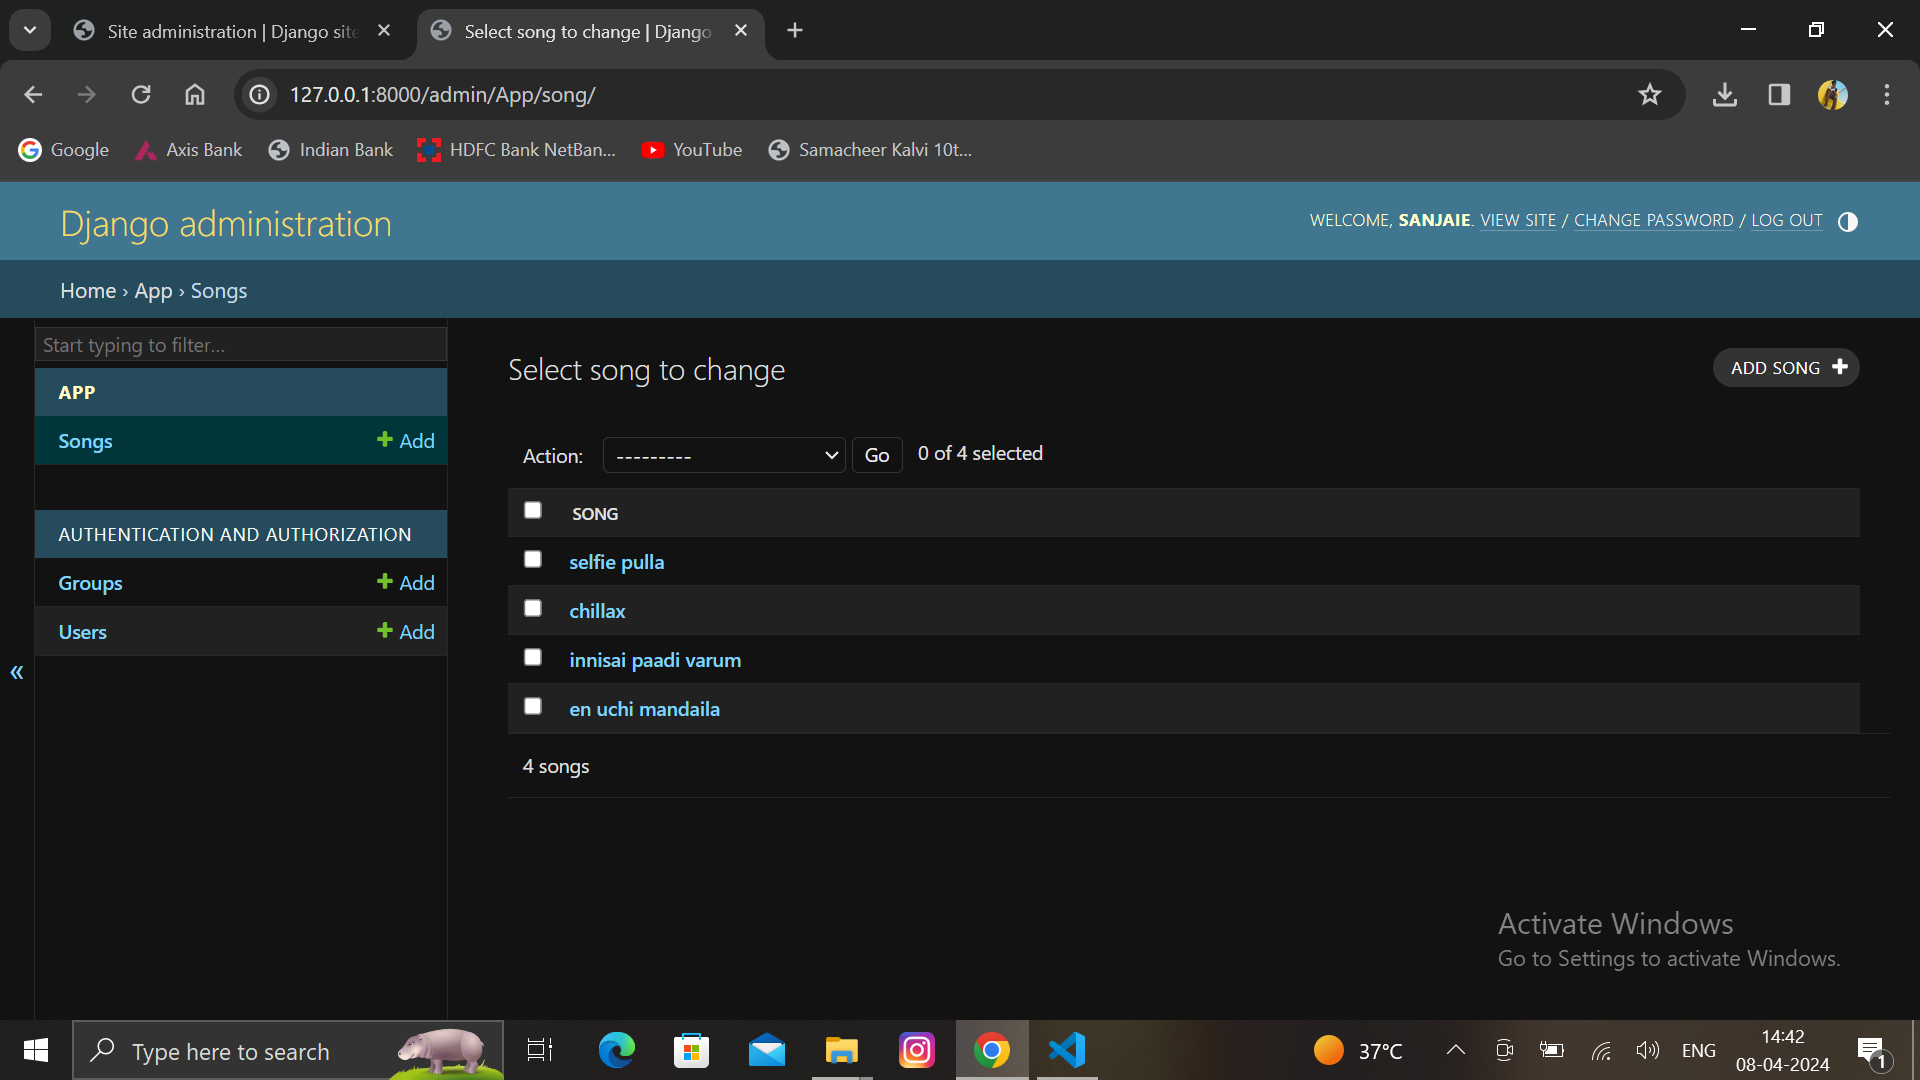 Site administration | Django site
Select song to change | Django
127.0.0.1:8000/admin/App/song/
Google
Axis Bank
Indian Bank
HDFC Bank NetBan...
YouTube
Samacheer Kalvi 10t...
Django administration
WELCOME, SANJAIE. VIEW SITE / CHANGE PASSWORD / LOG OUT
Home › App › Songs
Start typing to filter...
APP
Songs + Add
AUTHENTICATION AND AUTHORIZATION
Groups + Add
Users + Add
«
Select song to change
ADD SONG +
Action: --------- Go 0 of 4 selected
SONG
selfie pulla
chillax
innisai paadi varum
en uchi mandaila
4 songs
Activate Windows
Go to Settings to activate Windows.
Type here to search
37°C
ENG
14:42
08-04-2024
1